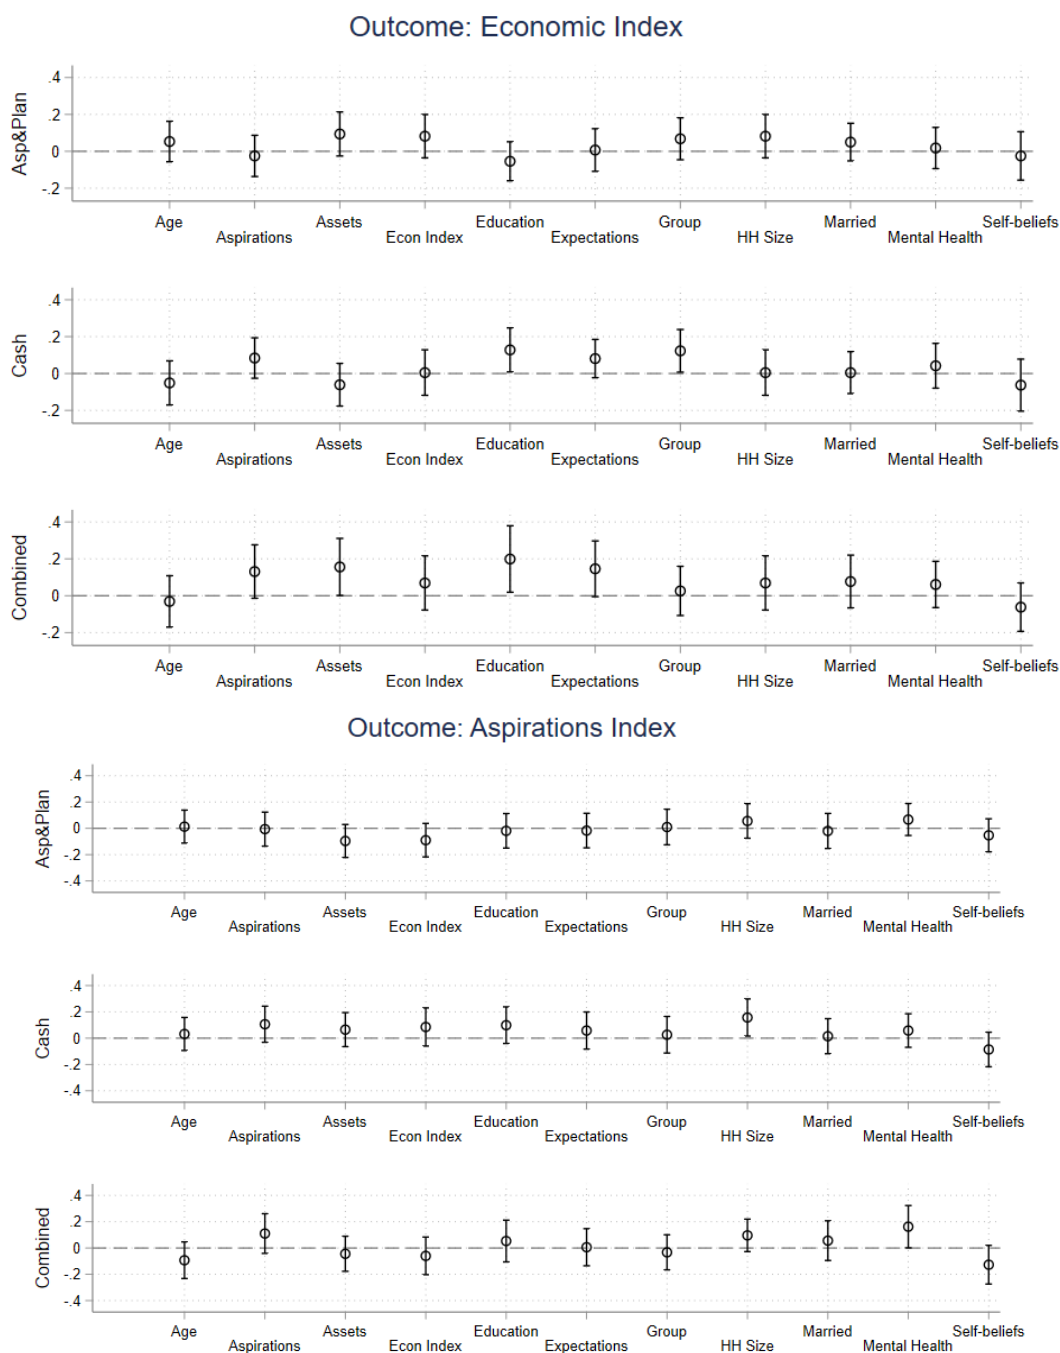 Outcome: Economic Index
Asp&Plan
.4
.2
0
-.2
Age Assets Education Group Married Self-beliefs
Aspirations Econ Index Expectations HH Size Mental Health
Cash
.4
.2
0
-.2
Age Assets Education Group Married Self-beliefs
Aspirations Econ Index Expectations HH Size Mental Health
Combined
.4
.2
0
-.2
Age Assets Education Group Married Self-beliefs
Aspirations Econ Index Expectations HH Size Mental Health
Outcome: Aspirations Index
Asp&Plan
.4
.2
0
-.2
-.4
Age Assets Education Group Married Self-beliefs
Aspirations Econ Index Expectations HH Size Mental Health
Cash
.4
.2
0
-.2
-.4
Age Assets Education Group Married Self-beliefs
Aspirations Econ Index Expectations HH Size Mental Health
Combined
.4
.2
0
-.2
-.4
Age Assets Education Group Married Self-beliefs
Aspirations Econ Index Expectations HH Size Mental Health